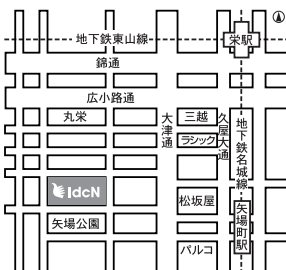 地下鉄東山線
栄駅
錦通
広小路通
丸栄
大津通
三越
久屋大通
ラシック
地下鉄名城線
IdcN
松坂屋
矢場町駅
矢場公園
パルコ